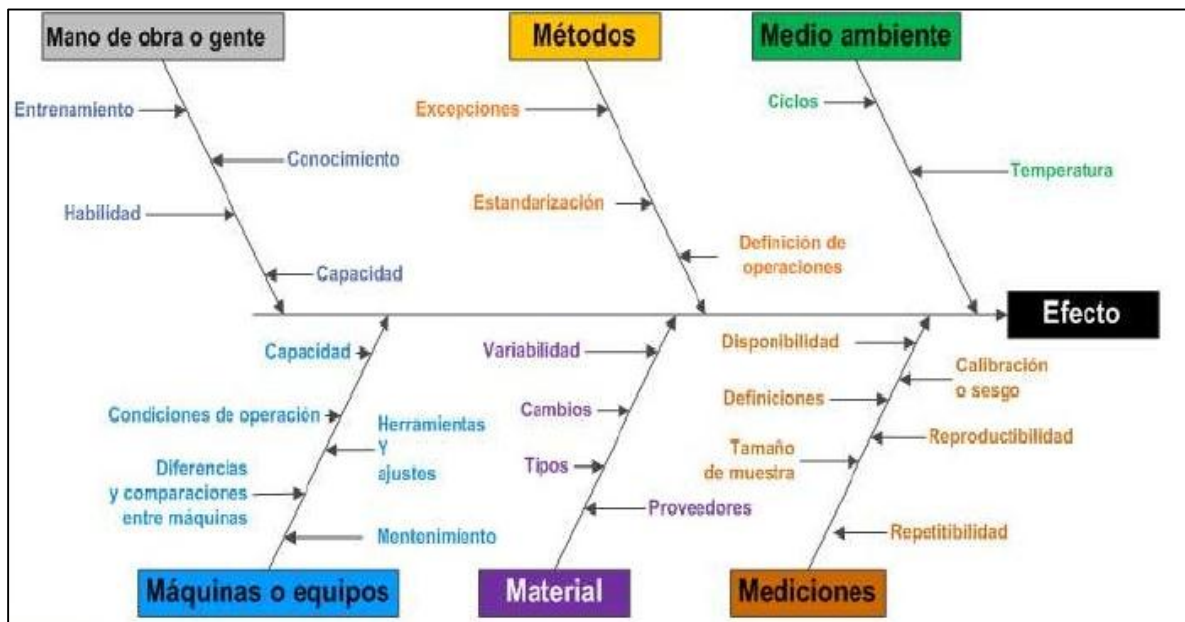 Mano de obra o gente
Métodos
Medio ambiente
Entrenamiento
Conocimiento
Habilidad
Capacidad
Excepciones
Estandarización
Definición de
operaciones
Ciclos
Temperatura
Efecto
Capacidad
Condiciones de operación
Herramientas
Y
ajustes
Diferencias
y comparaciones
entre máquinas
Mentenimiento
Variabilidad
Cambios
Tipos
Proveedores
Disponibilidad
Calibración
o sesgo
Definiciones
Reproductibilidad
Tamaño
de muestra
Repetitibilidad
Máquinas o equipos
Material
Mediciones